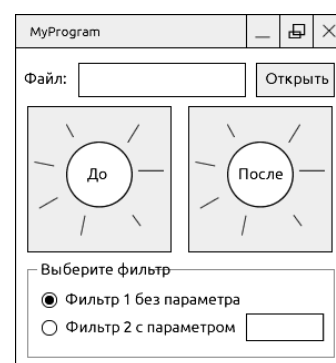 MyProgram
Файл:
Открыть
До
После
Выберите фильтр
Фильтр 1 без параметра
Фильтр 2 с параметром